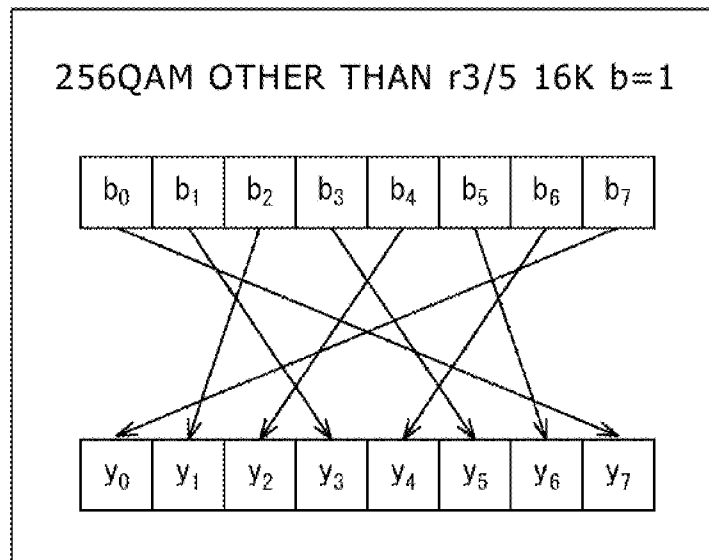 256QAM OTHER THAN r3/5 16K b=1
b₀ b₁ b₂ b₃ b₄ b₅ b₆ b₇
y₀ y₁ y₂ y₃ y₄ y₅ y₆ y₇